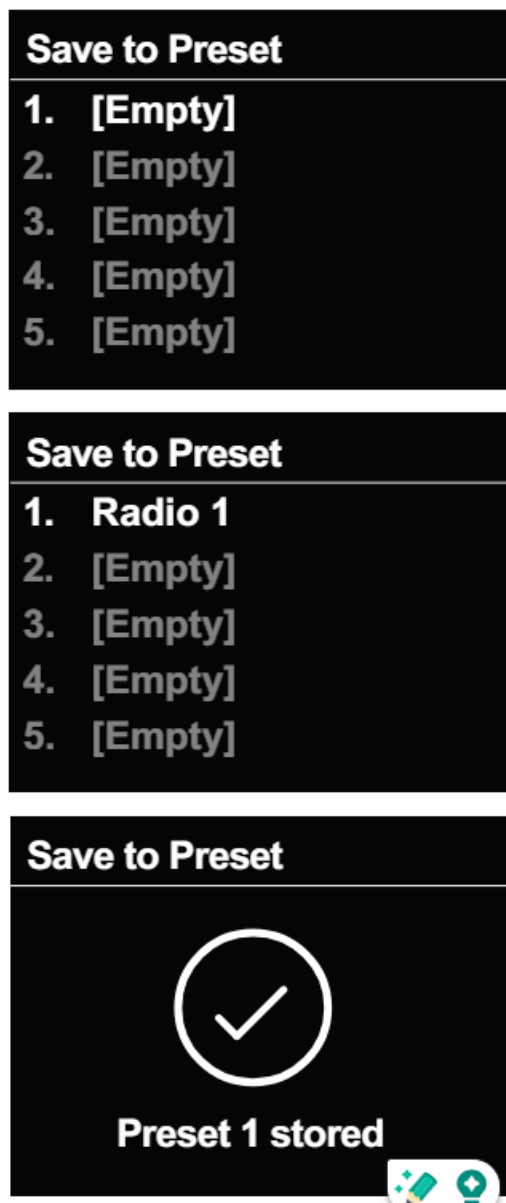 Save to Preset
1. [Empty]
2. [Empty]
3. [Empty]
4. [Empty]
5. [Empty]
Save to Preset
1. Radio 1
2. [Empty]
3. [Empty]
4. [Empty]
5. [Empty]
Save to Preset
Preset 1 stored